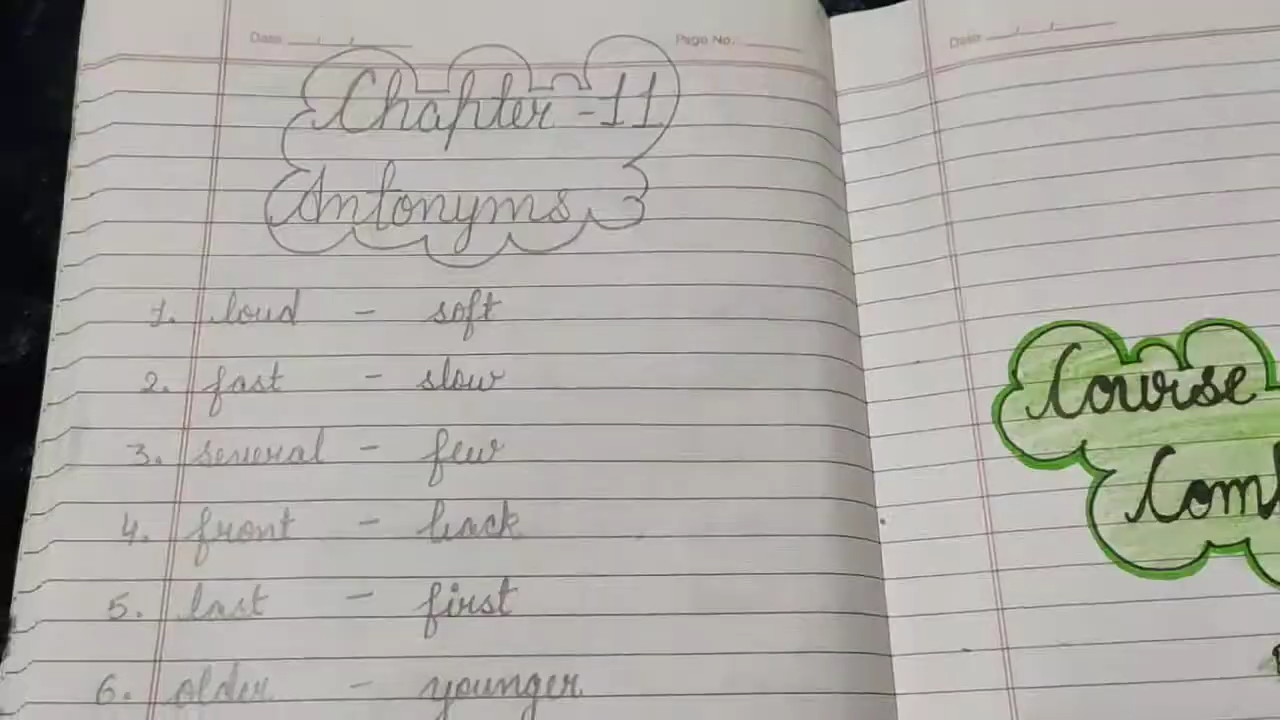 Date / /
Page No.
Chapter - 11
Antonyms
1. loud - soft
2. fast - slow
3. several - few
4. front - back
5. last - first
6. older - younger
Date / /
Course